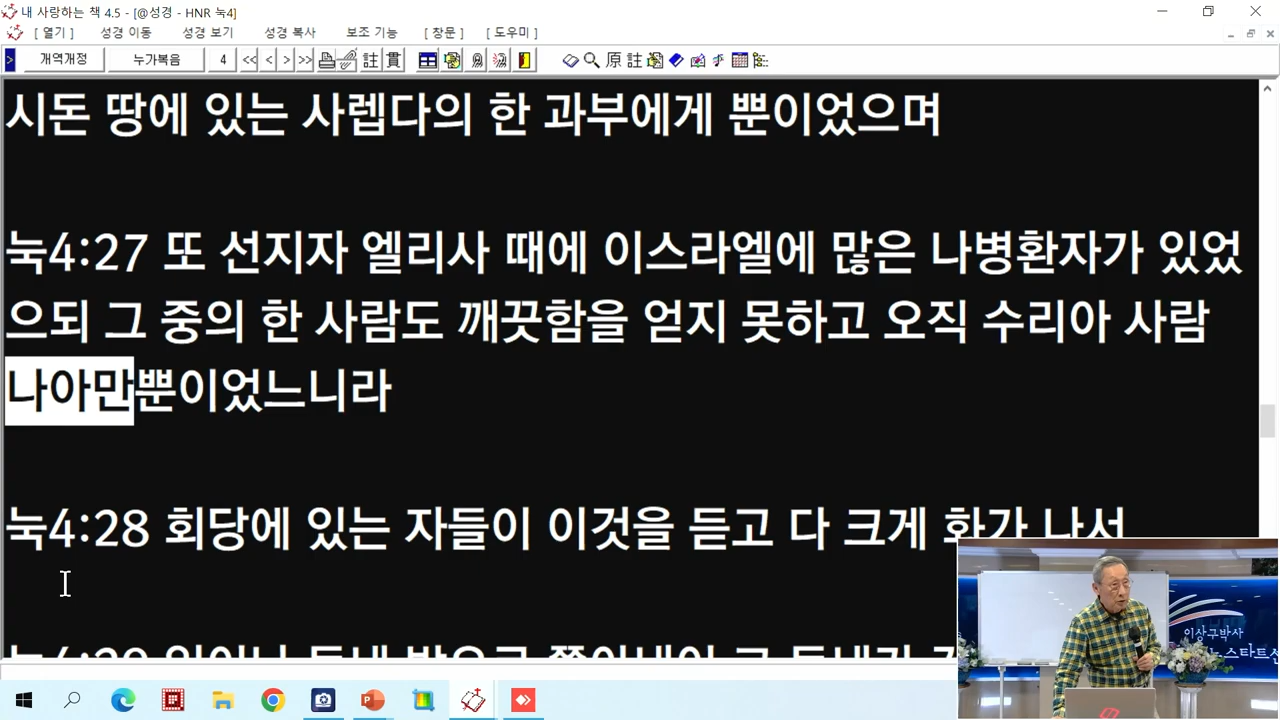 내 사랑하는 책 4.5 - [@성경 - HNR 눅4]
[ 열기 ] 성경 이동 성경 보기 성경 복사 보조 기능 [ 창문 ] [ 도우미 ]
개역개정 누가복음 4 << < > >> 註 貫 原 註
시돈 땅에 있는 사렙다의 한 과부에게 뿐이었으며
눅4:27 또 선지자 엘리사 때에 이스라엘에 많은 나병환자가 있었
으되 그 중의 한 사람도 깨끗함을 얻지 못하고 오직 수리아 사람
나아만뿐이었느니라
눅4:28 회당에 있는 자들이 이것을 듣고 다 크게 화가 나서
이상구박사